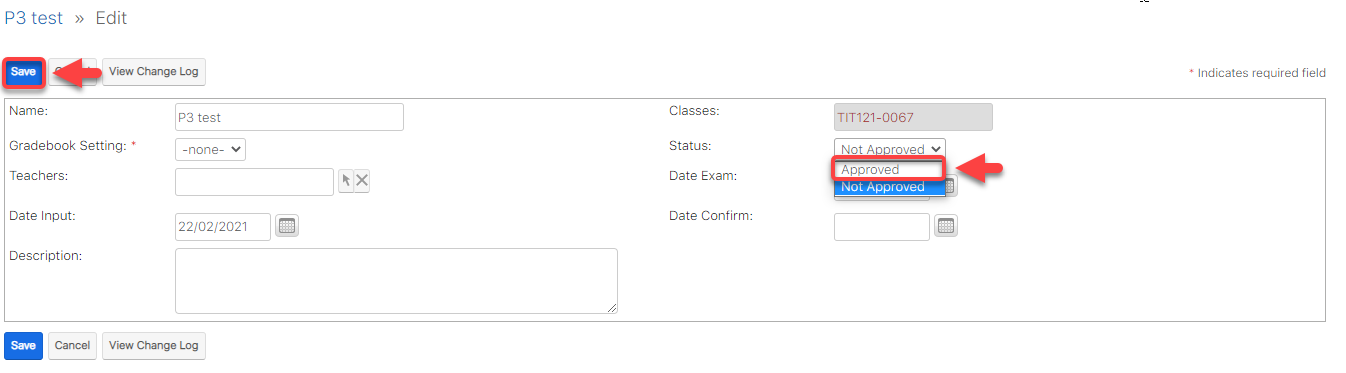 P3 test » Edit
Save View Change Log
* Indicates required field
Name: P3 test Classes: TIT121-0067
Gradebook Setting: * -none- Status: Not Approved
Approved
Teachers: Date Exam:
Not Approved
Date Input: 22/02/2021 Date Confirm:
Description:
Save Cancel View Change Log